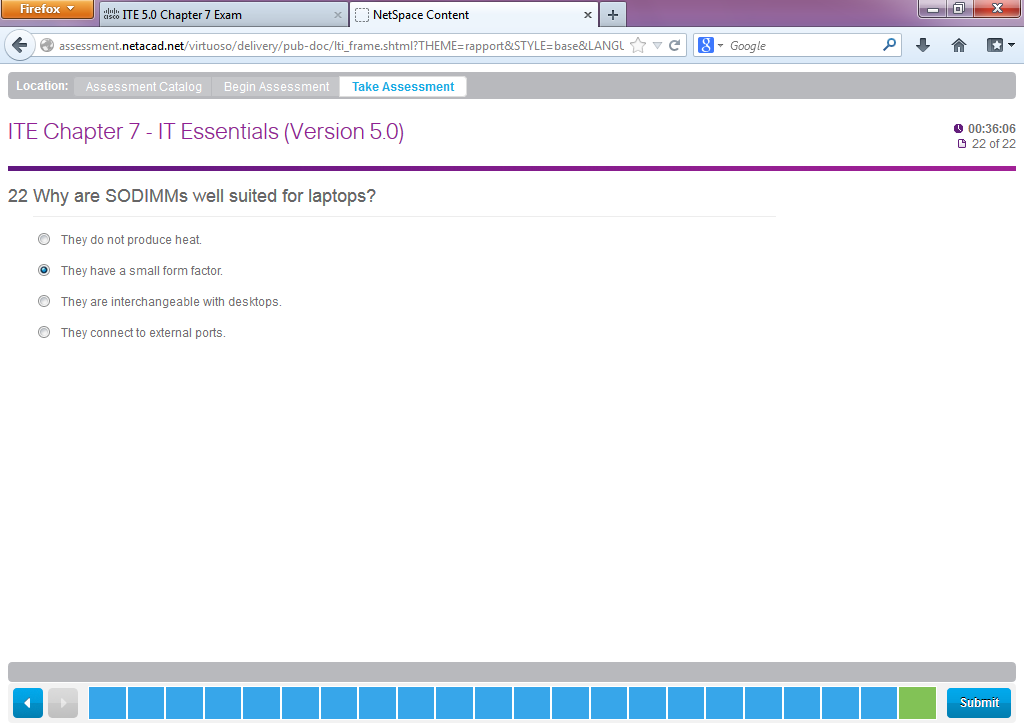 Firefox
cisco ITE 5.0 Chapter 7 Exam
NetSpace Content
assessment.netacad.net/virtuoso/delivery/pub-doc/lti_frame.shtml?THEME=rapport&STYLE=base&LANGU
8 Google
Location: Assessment Catalog Begin Assessment Take Assessment
ITE Chapter 7 - IT Essentials (Version 5.0)
00:36:06
22 of 22
22 Why are SODIMMs well suited for laptops?
They do not produce heat.
They have a small form factor.
They are interchangeable with desktops.
They connect to external ports.
Submit